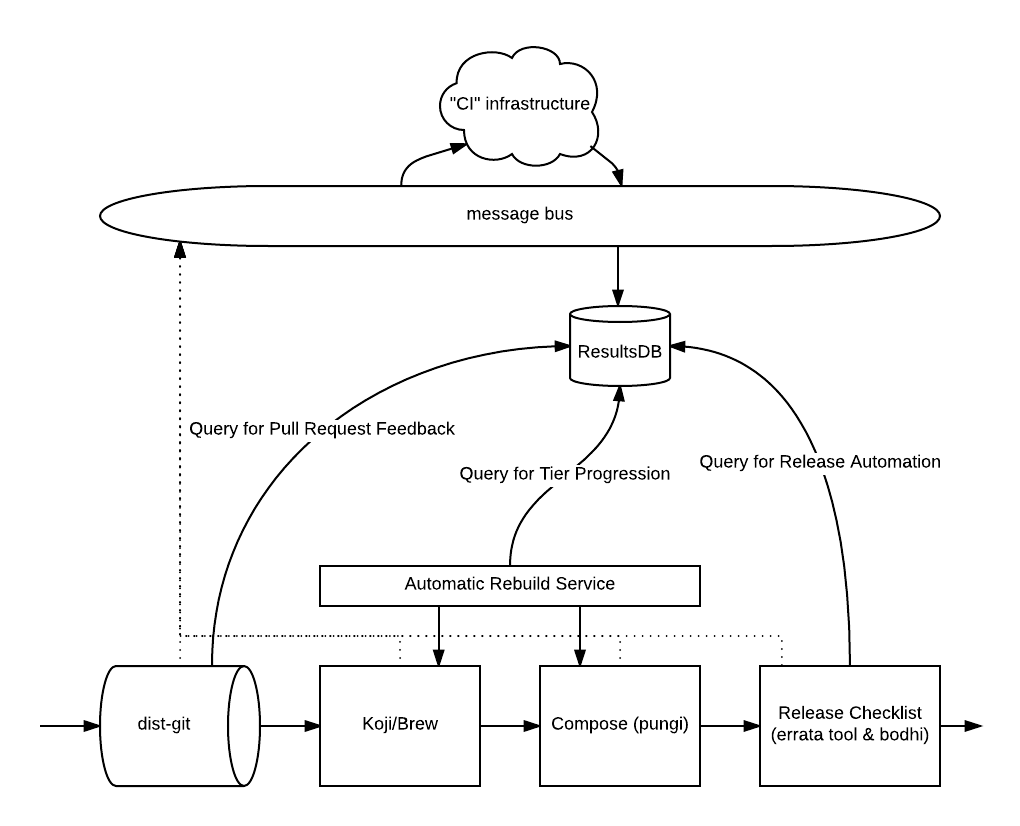 "CI" infrastructure
message bus
ResultsDB
Query for Pull Request Feedback
Query for Tier Progression
Query for Release Automation
Automatic Rebuild Service
dist-git
Koji/Brew
Compose (pungi)
Release Checklist
(errata tool & bodhi)